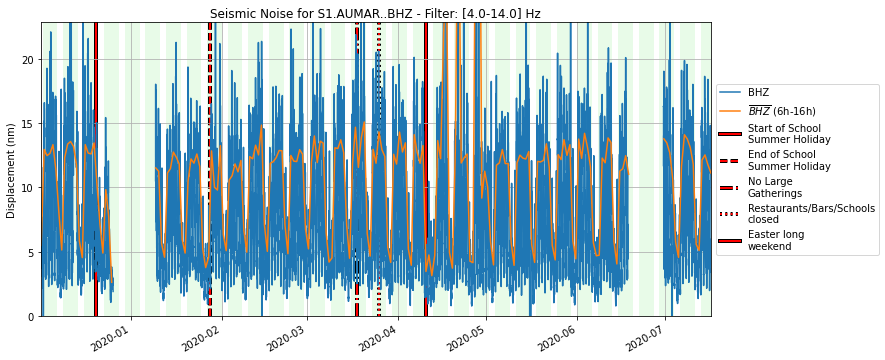 Seismic Noise for S1.AUMAR..BHZ - Filter: [4.0-14.0] Hz
Displacement (nm)
20
15
10
5
0
2020-01
2020-02
2020-03
2020-04
2020-05
2020-06
2020-07
BHZ
BHZ (6h-16h)
Start of School
Summer Holiday
End of School
Summer Holiday
No Large
Gatherings
Restaurants/Bars/Schools
closed
Easter long
weekend